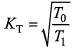 K_T = √(T_0 / T_1)